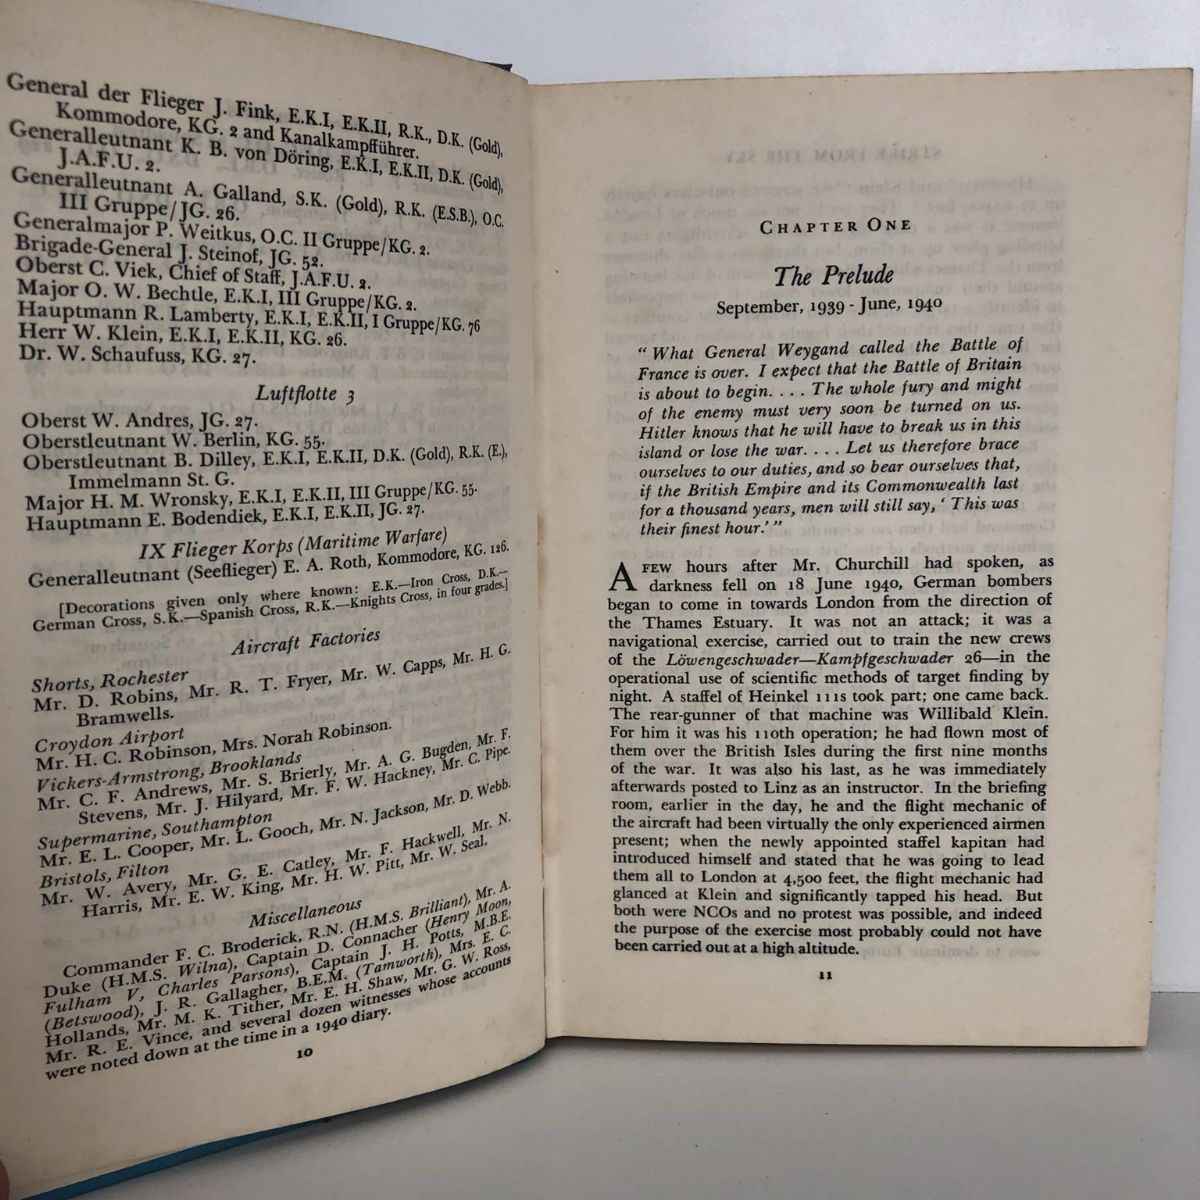 General der Flieger J. Fink, E.K.I, E.K.II, R.K., D.K. (Gold),
Kommodore, KG. 2 and Kanalkampfführer.
Generalleutnant K. B. von Döring, E.K.I, E.K.II, D.K. (Gold),
J.A.F.U. 2.
Generalleutnant A. Galland, S.K. (Gold), R.K. (E.S.B.), O.C.
III Gruppe/JG. 26.
Generalmajor P. Weitkus, O.C. II Gruppe/KG. 2.
Brigade-General J. Steinof, JG. 52.
Oberst C. Viek, Chief of Staff, J.A.F.U. 2.
Major O. W. Bechtle, E.K.I, III Gruppe/KG. 2.
Hauptmann R. Lamberty, E.K.I, E.K.II, I Gruppe/KG. 76
Herr W. Klein, E.K.I, E.K.II, KG. 26.
Dr. W. Schaufuss, KG. 27.
Luftflotte 3
Oberst W. Andres, JG. 27.
Oberstleutnant W. Berlin, KG. 55.
Oberstleutnant B. Dilley, E.K.I, E.K.II, D.K. (Gold), R.K. (E.),
Immelmann St. G.
Major H. M. Wronsky, E.K.I, E.K.II, III Gruppe/KG. 55.
Hauptmann E. Bodendiek, E.K.I, E.K.II, JG. 27.
IX Flieger Korps (Maritime Warfare)
Generalleutnant (Seeflieger) E. A. Roth, Kommodore, KG. 126.
[Decorations given only where known: E.K.—Iron Cross, D.K.—
German Cross, S.K.—Spanish Cross, R.K.—Knights Cross, in four grades.]
Aircraft Factories
Shorts, Rochester
Mr. D. Robins, Mr. R. T. Fryer, Mr. W. Capps, Mr. H. G.
Bramwells.
Croydon Airport
Mr. H. C. Robinson, Mrs. Norah Robinson.
Vickers-Armstrong, Brooklands
Mr. C. F. Andrews, Mr. S. Brierly, Mr. A. G. Bugden, Mr. F.
Stevens, Mr. J. Hilyard, Mr. F. W. Hackney, Mr. C. Pipe.
Supermarine, Southampton
Mr. E. L. Cooper, Mr. L. Gooch, Mr. N. Jackson, Mr. D. Webb.
Bristols, Filton
Mr. W. Avery, Mr. G. E. Catley, Mr. F. Hackwell, Mr. N.
Harris, Mr. E. W. King, Mr. H. W. Pitt, Mr. W. Seal.
Miscellaneous
Commander F. C. Broderick, R.N. (H.M.S. Brilliant), Mr. A.
Duke (H.M.S. Wilna), Captain D. Connacher (Henry Moon,
Fulham V, Charles Parsons), Captain J. H. Potts, M.B.E.
(Betswood), J. R. Gallagher, B.E.M. (Tamworth), Mrs. E. C.
Hollands, Mr. M. K. Tither, Mr. E. H. Shaw, Mr. G. W. Ross,
Mr. R. E. Vince, and several dozen witnesses whose accounts
were noted down at the time in a 1940 diary.
10
CHAPTER ONE
The Prelude
September, 1939 - June, 1940
"What General Weygand called the Battle of
France is over. I expect that the Battle of Britain
is about to begin. . . . The whole fury and might
of the enemy must very soon be turned on us.
Hitler knows that he will have to break us in this
island or lose the war. . . . Let us therefore brace
ourselves to our duties, and so bear ourselves that,
if the British Empire and its Commonwealth last
for a thousand years, men will still say, 'This was
their finest hour.'"
A FEW hours after Mr. Churchill had spoken, as
darkness fell on 18 June 1940, German bombers
began to come in towards London from the direction of
the Thames Estuary. It was not an attack; it was a
navigational exercise, carried out to train the new crews
of the Löwengeschwader—Kampfgeschwader 26—in the
operational use of scientific methods of target finding by
night. A staffel of Heinkel 111s took part; one came back.
The rear-gunner of that machine was Willibald Klein.
For him it was his 110th operation; he had flown most of
them over the British Isles during the first nine months
of the war. It was also his last, as he was immediately
afterwards posted to Linz as an instructor. In the briefing
room, earlier in the day, he and the flight mechanic of
the aircraft had been virtually the only experienced airmen
present; when the newly appointed staffel kapitan had
introduced himself and stated that he was going to lead
them all to London at 4,500 feet, the flight mechanic had
glanced at Klein and significantly tapped his head. But
both were NCOs and no protest was possible, and indeed
the purpose of the exercise most probably could not have
been carried out at a high altitude.
11